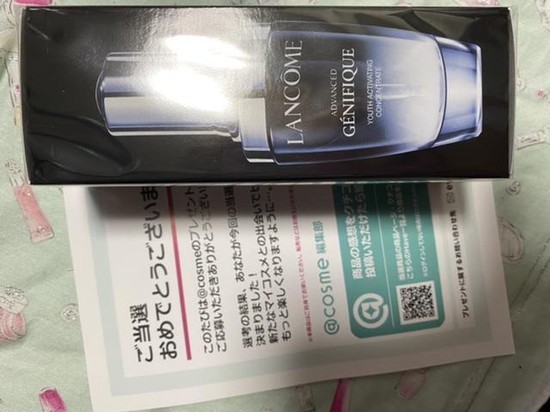 LANCÔME
ADVANCED
GÉNIFIQUE
YOUTH ACTIVATING
CONCENTRATE
ご当選
おめでとうございま
このたびは@cosmeのプレゼント
ご応募いただきありがとうござい
選考の結果、あなたが今回の当選
決まりました！
新たなマイコスメとの出会いでヒ
もっと楽しくなりますように…。
@cosme 編集部
商品の感想をクチコ
投稿いただけたら嬉
プレゼントに関するお問い合わせ先